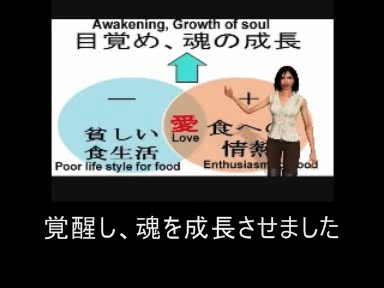 Awakening, Growth of soul
目覚め、魂の成長
－
＋
愛
Love
貧しい
食生活
Poor life style for food
食への
情熱
Enthusiasm
food
覚醒し、魂を成長させました